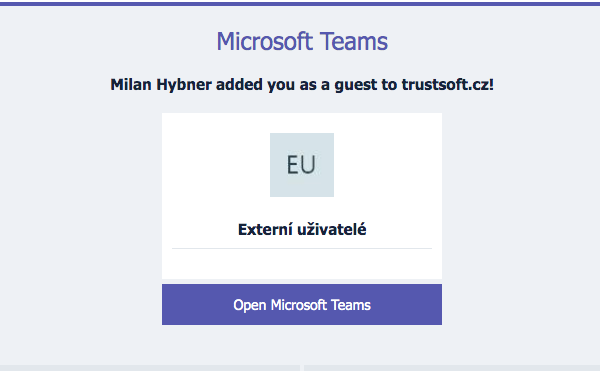 Microsoft Teams
Milan Hybner added you as a guest to trustsoft.cz!
EU
Externí uživatelé
Open Microsoft Teams